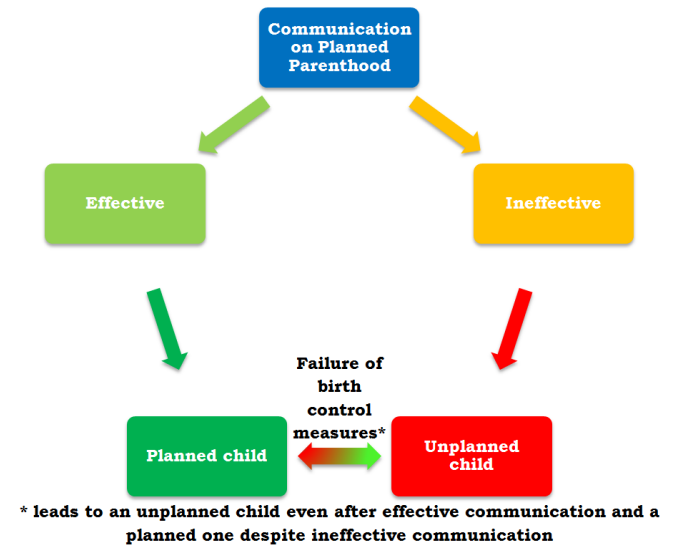 Communication
on Planned
Parenthood
Effective
Ineffective
Failure of
birth
control
measures*
Planned child
Unplanned
child
* leads to an unplanned child even after effective communication and a
planned one despite ineffective communication